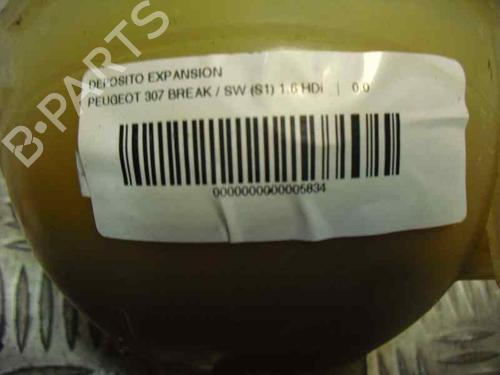 DEPOSITO EXPANSION
PEUGEOT 307 BREAK / SW (S1) 1.6 HDi | 0.0
0000000000005834
B-PARTS